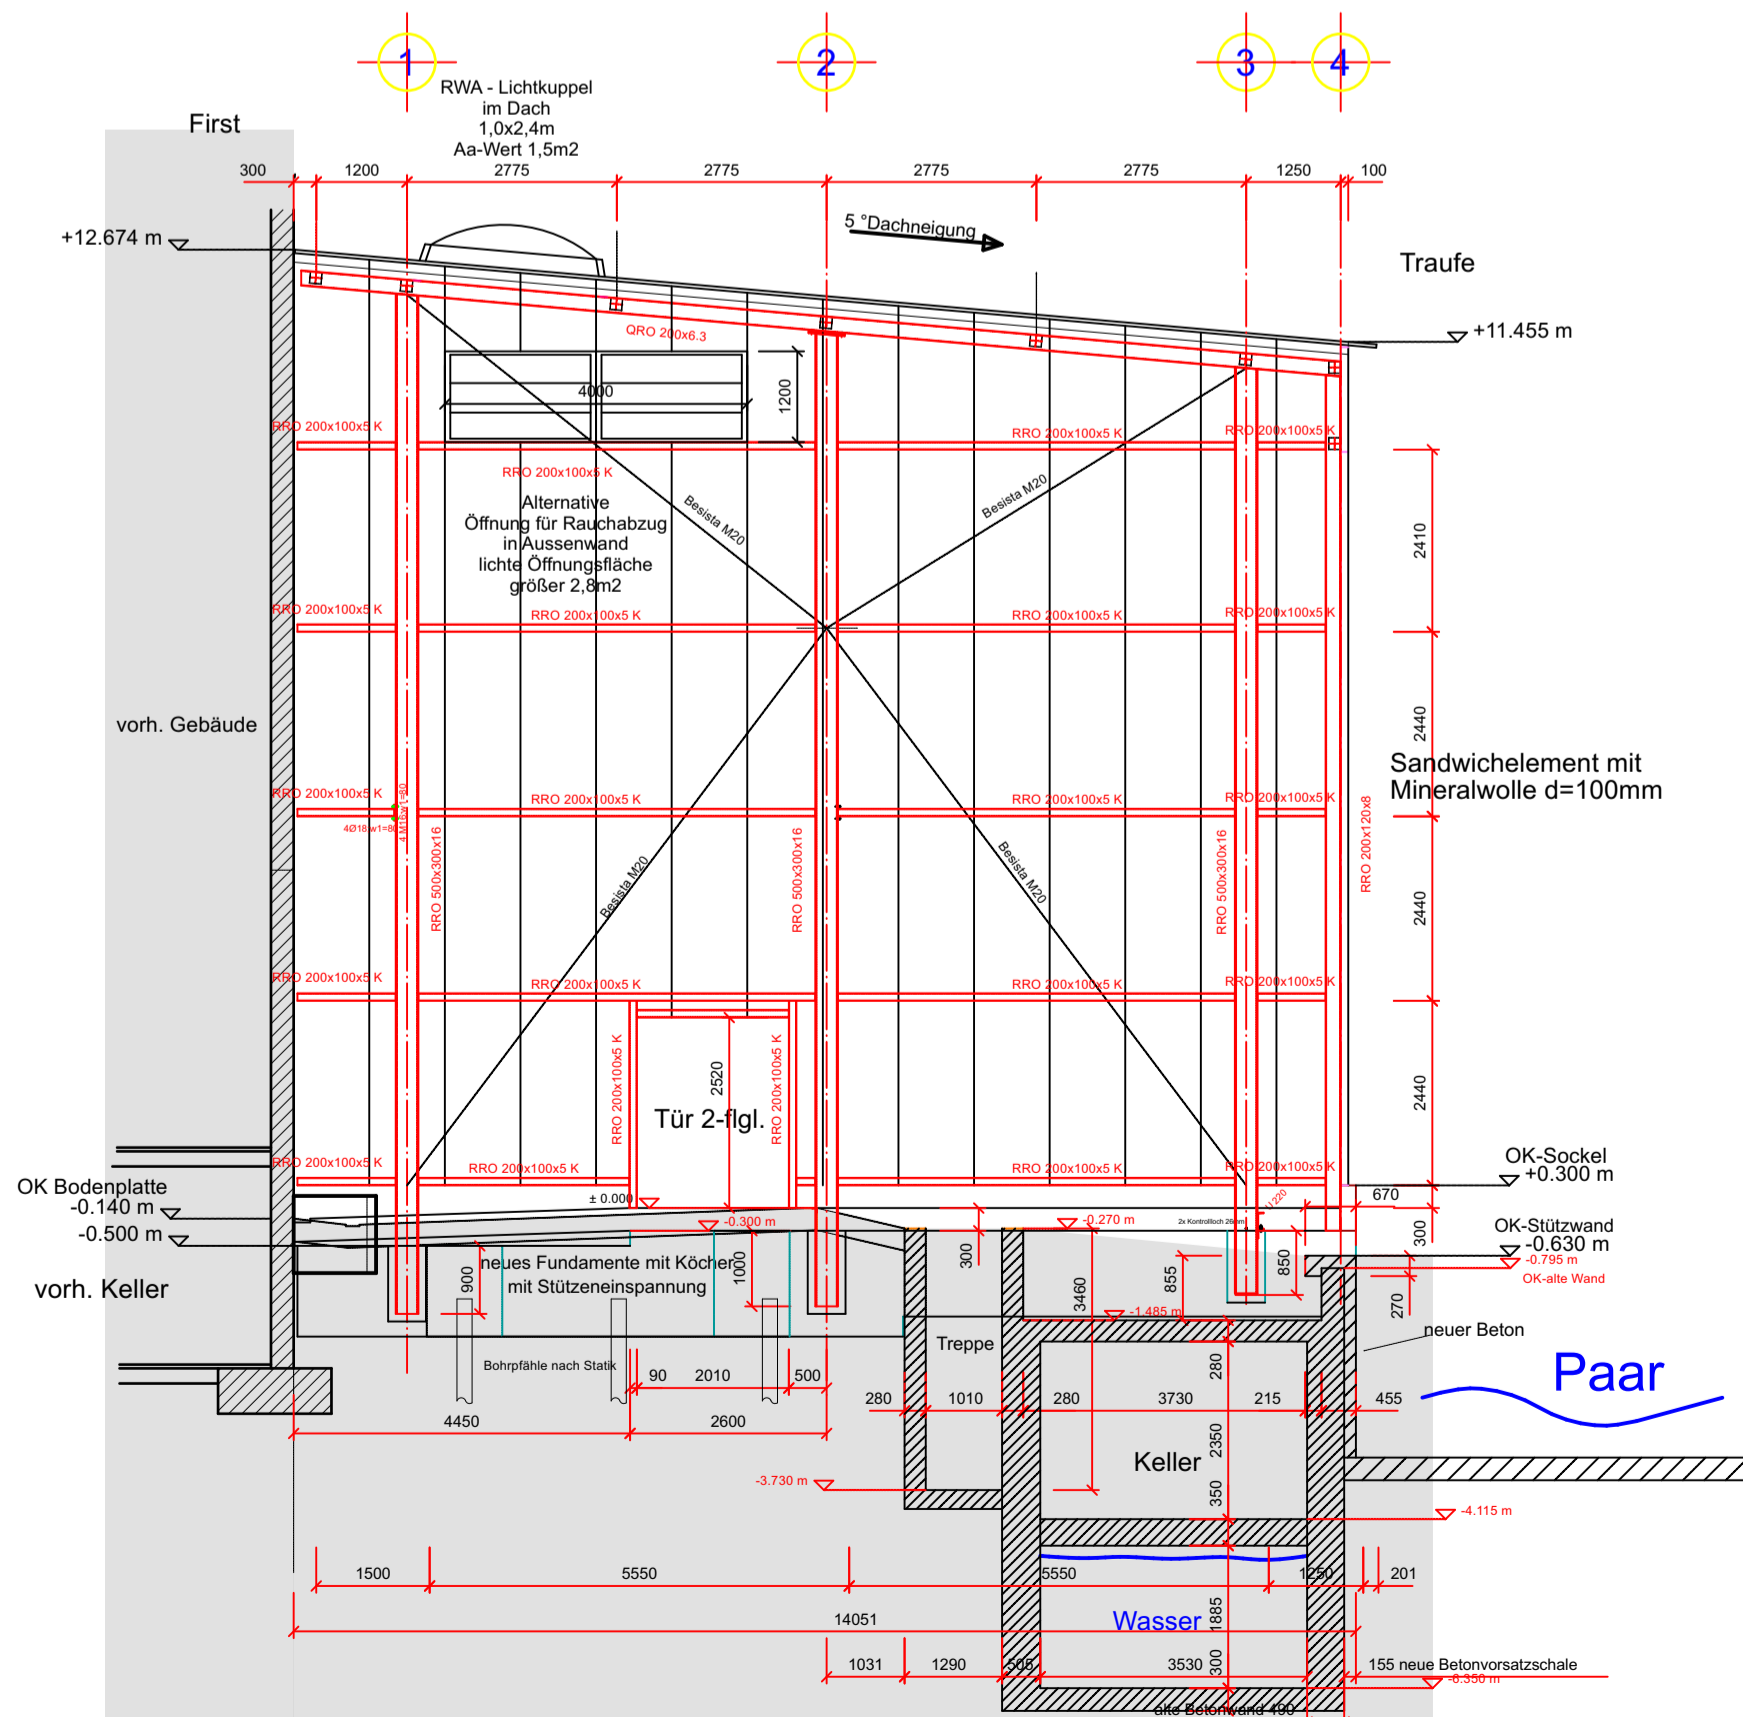 1
2
3
4
RWA - Lichtkuppel
im Dach
1,0x2,4m
Aa-Wert 1,5m2
First
300
1200
2775
2775
2775
2775
1250
100
+12.674 m
5 °Dachneigung
Traufe
+11.455 m
QRO 200x6.3
4000
1200
RRO 200x100x5 K
RRO 200x100x5 K
RRO 200x100x5 K
RRO 200x100x5 K
Alternative
Öffnung für Rauchabzug
in Aussenwand
lichte Öffnungsfläche
größer 2,8m2
Besista M20
Besista M20
2410
RRO 200x100x5 K
RRO 200x100x5 K
RRO 200x100x5 K
RRO 200x100x5 K
vorh. Gebäude
2440
Sandwichelement mit
Mineralwolle d=100mm
RRO 200x100x5 K
RRO 200x100x5 K
RRO 200x100x5 K
RRO 200x100x5 K
4 M16 w1=80
4Ø18 w1=80
RRO 500x300x16
RRO 500x300x16
RRO 500x300x16
RRO 200x120x8
Besista M20
Besista M20
2440
RRO 200x100x5 K
RRO 200x100x5 K
RRO 200x100x5 K
RRO 200x100x5 K
RRO 200x100x5 K
2520
RRO 200x100x5 K
Tür 2-flgl.
2440
RRO 200x100x5 K
RRO 200x100x5 K
RRO 200x100x5 K
RRO 200x100x5 K
OK-Sockel
+0.300 m
OK Bodenplatte
-0.140 m
-0.500 m
± 0.000
-0.300 m
-0.270 m
2x Kontrolloch 26mm
U 220
670
300
OK-Stützwand
-0.630 m
-0.795 m
OK-alte Wand
vorh. Keller
900
neues Fundamente mit Köcher
mit Stützeneinspannung
1000
300
3460
855
850
270
-1.485 m
neuer Beton
Treppe
Bohrpfähle nach Statik
90
2010
500
280
1010
280
3730
215
455
280
Paar
4450
2600
2350
Keller
-3.730 m
350
-4.115 m
1500
5550
5550
1250
201
14051
Wasser
1885
1031
1290
505
3530
300
155 neue Betonvorsatzschale
-6.350 m
alte Betonwand 490